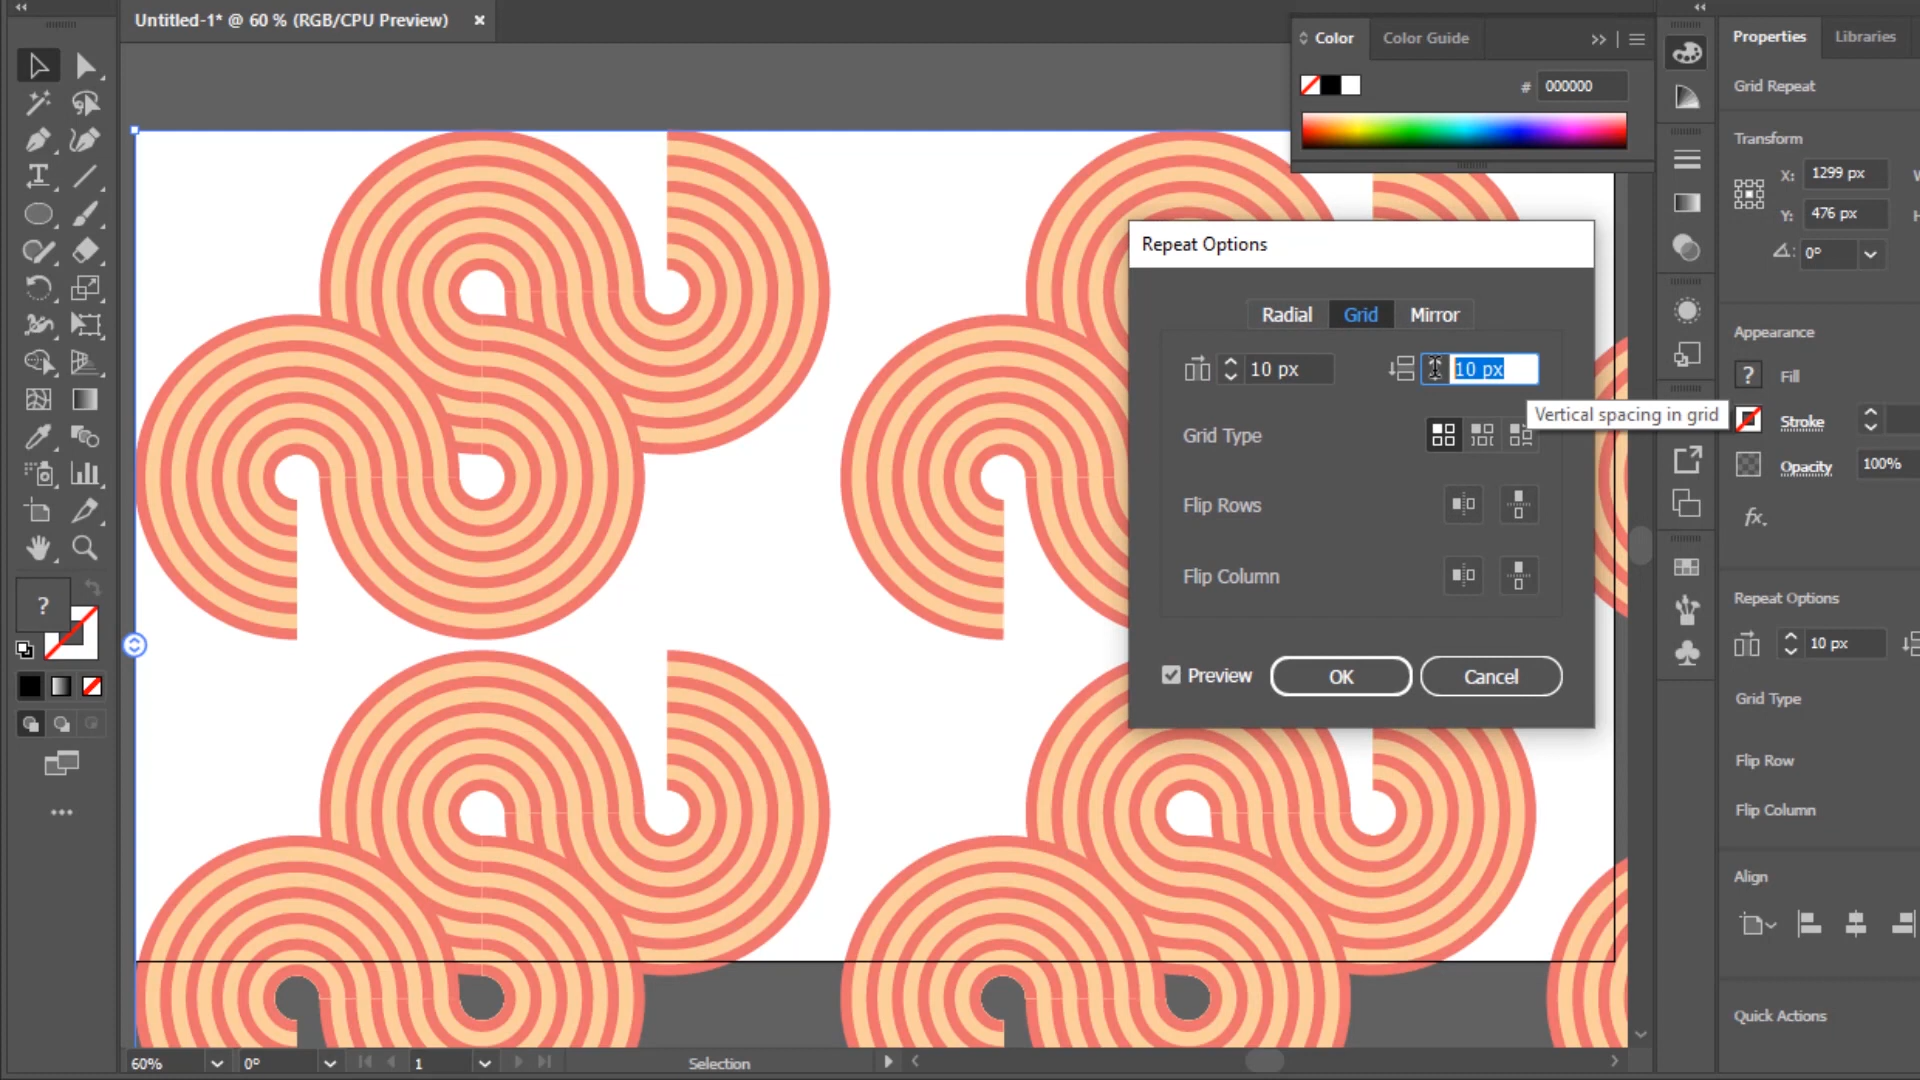 Untitled-1* @ 60 % (RGB/CPU Preview) ×
Color
Color Guide
# 000000
Properties
Libraries
Grid Repeat
Transform
X: 1299 px
W
Y: 476 px
H
0°
Repeat Options
Radial
Grid
Mirror
10 px
10 px
Vertical spacing in grid
Grid Type
Flip Rows
Flip Column
Preview
OK
Cancel
Appearance
? Fill
Stroke
Opacity
100%
fx.
Repeat Options
10 px
Grid Type
Flip Row
Flip Column
Align
Quick Actions
?
60%
0°
1
Selection